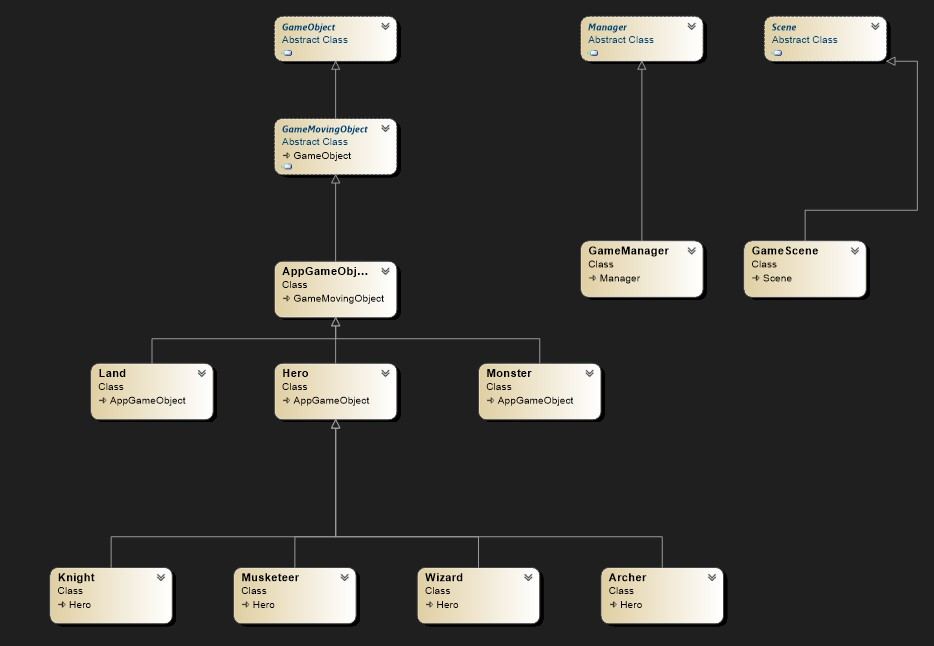 GameObject
Abstract Class
Manager
Abstract Class
Scene
Abstract Class
GameMovingObject
Abstract Class
GameObject
GameManager
Class
Manager
GameScene
Class
Scene
AppGameObj...
Class
GameMovingObject
Land
Class
AppGameObject
Hero
Class
AppGameObject
Monster
Class
AppGameObject
Knight
Class
Hero
Musketeer
Class
Hero
Wizard
Class
Hero
Archer
Class
Hero